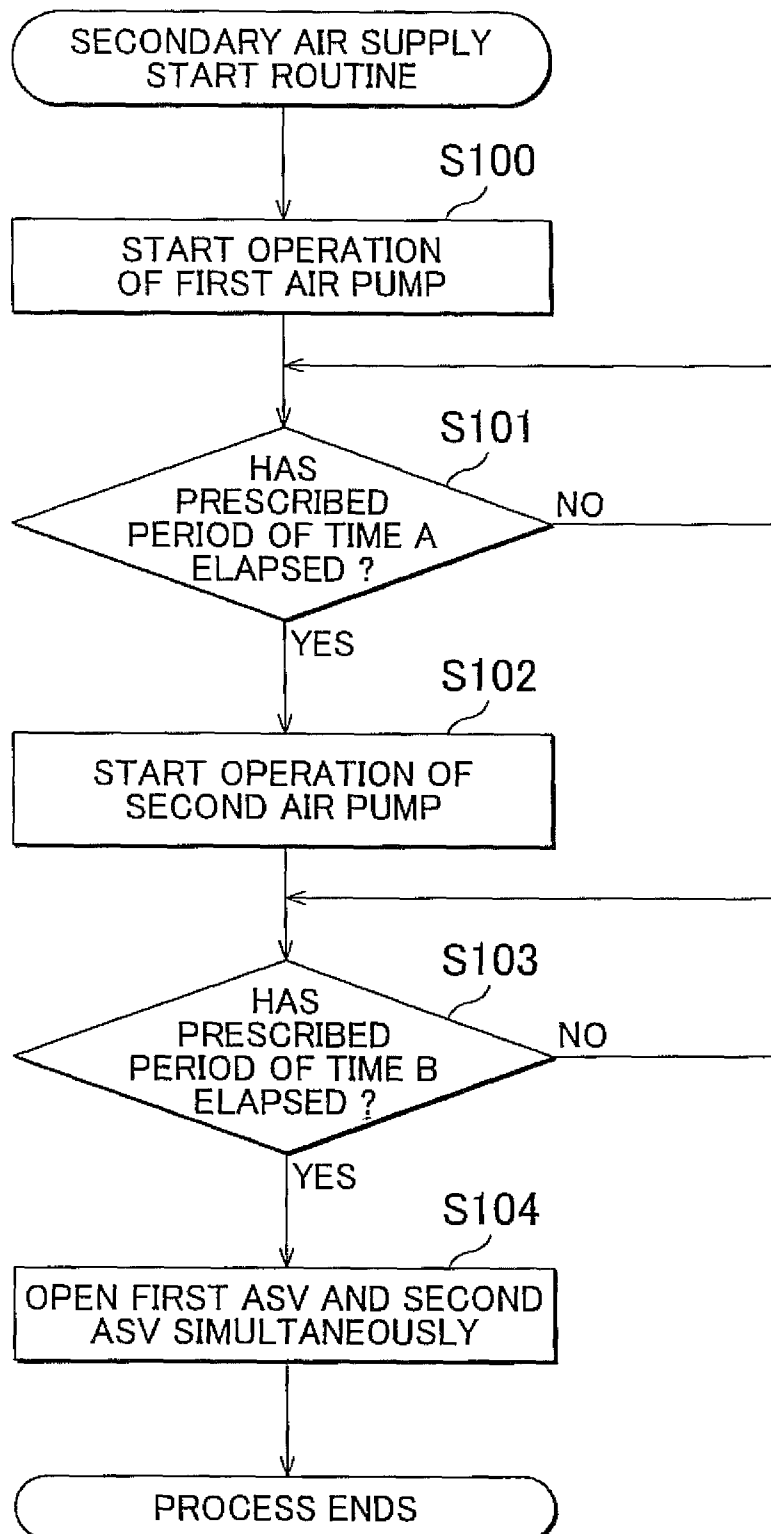 SECONDARY AIR SUPPLY
START ROUTINE
S100
START OPERATION
OF FIRST AIR PUMP
S101
HAS
PRESCRIBED
PERIOD OF TIME A
ELAPSED ?
NO
YES
S102
START OPERATION OF
SECOND AIR PUMP
S103
HAS
PRESCRIBED
PERIOD OF TIME B
ELAPSED ?
NO
YES
S104
OPEN FIRST ASV AND SECOND
ASV SIMULTANEOUSLY
PROCESS ENDS